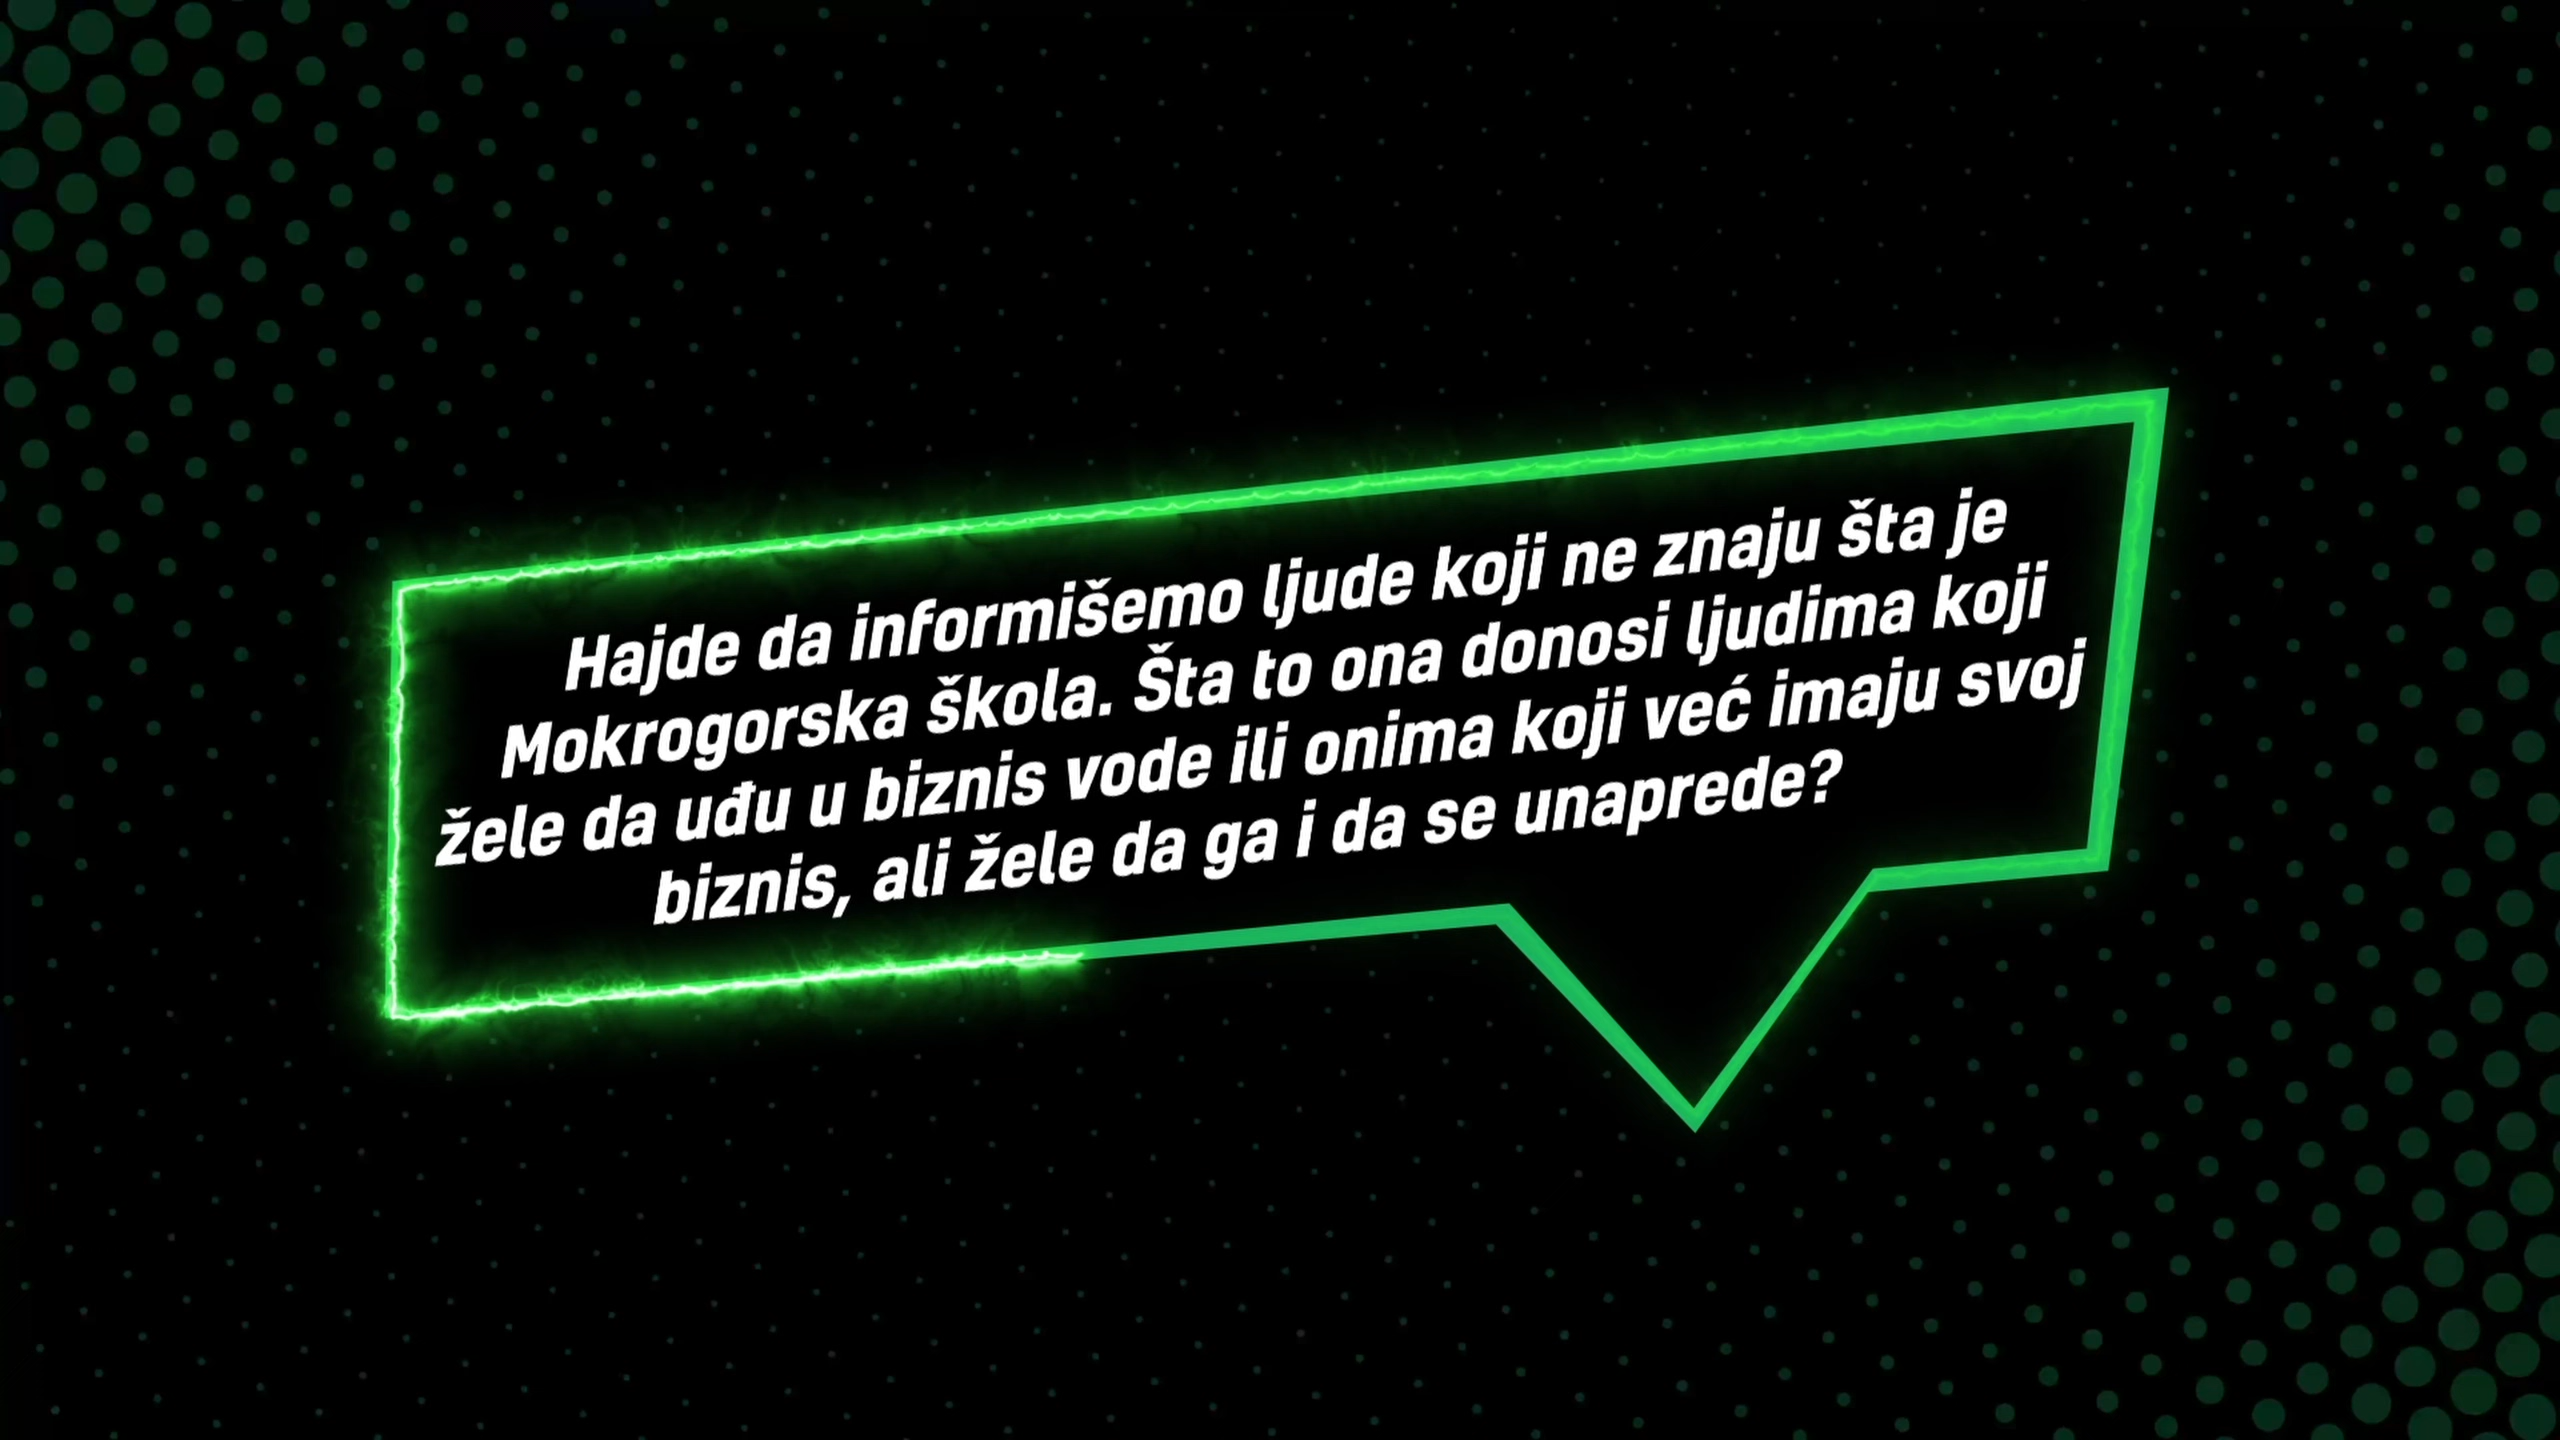 Hajde da informišemo ljude koji ne znaju šta je
Mokrogorska škola. Šta to ona donosi ljudima koji
žele da uđu u biznis vode ili onima koji već imaju svoj
biznis, ali žele da ga i da se unaprede?